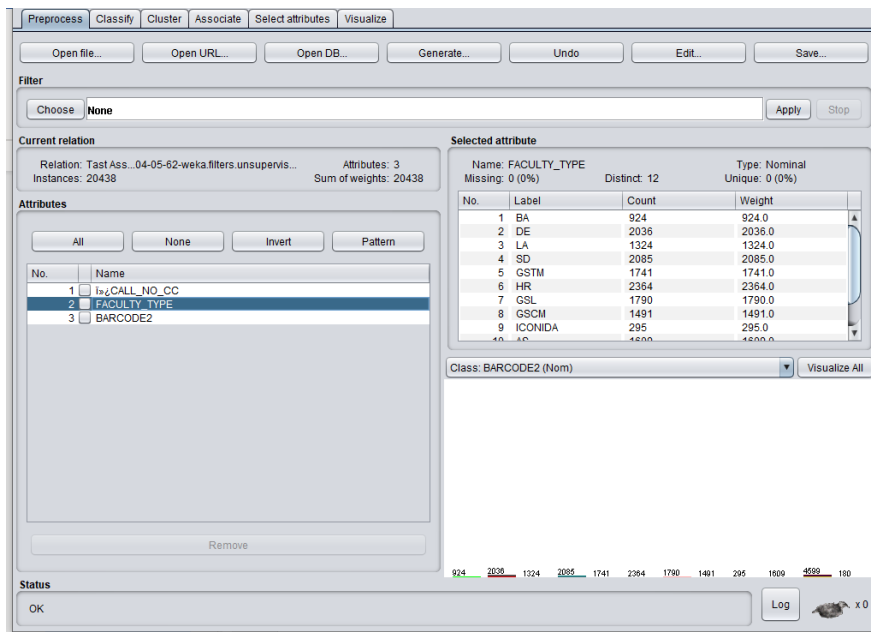 Preprocess Classify Cluster Associate Select attributes Visualize
Open file... Open URL... Open DB... Generate... Undo Edit... Save...
Filter
Choose None Apply Stop
Current relation
Relation: Tast Ass...04-05-62-weka.filters.unsupervis... Attributes: 3
Instances: 20438 Sum of weights: 20438
Attributes
All None Invert Pattern
No. Name
1 ï»¿CALL_NO_CC
2 FACULTY_TYPE
3 BARCODE2
Remove
Selected attribute
Name: FACULTY_TYPE Type: Nominal
Missing: 0 (0%) Distinct: 12 Unique: 0 (0%)
No. Label Count Weight
1 BA 924 924.0
2 DE 2036 2036.0
3 LA 1324 1324.0
4 SD 2085 2085.0
5 GSTM 1741 1741.0
6 HR 2364 2364.0
7 GSL 1790 1790.0
8 GSCM 1491 1491.0
9 ICONIDA 295 295.0
10 AS 1609 1609.0
Class: BARCODE2 (Nom) Visualize All
924 2036 1324 2085 1741 2364 1790 1491 295 1609 4599 180
Status
OK
Log x 0